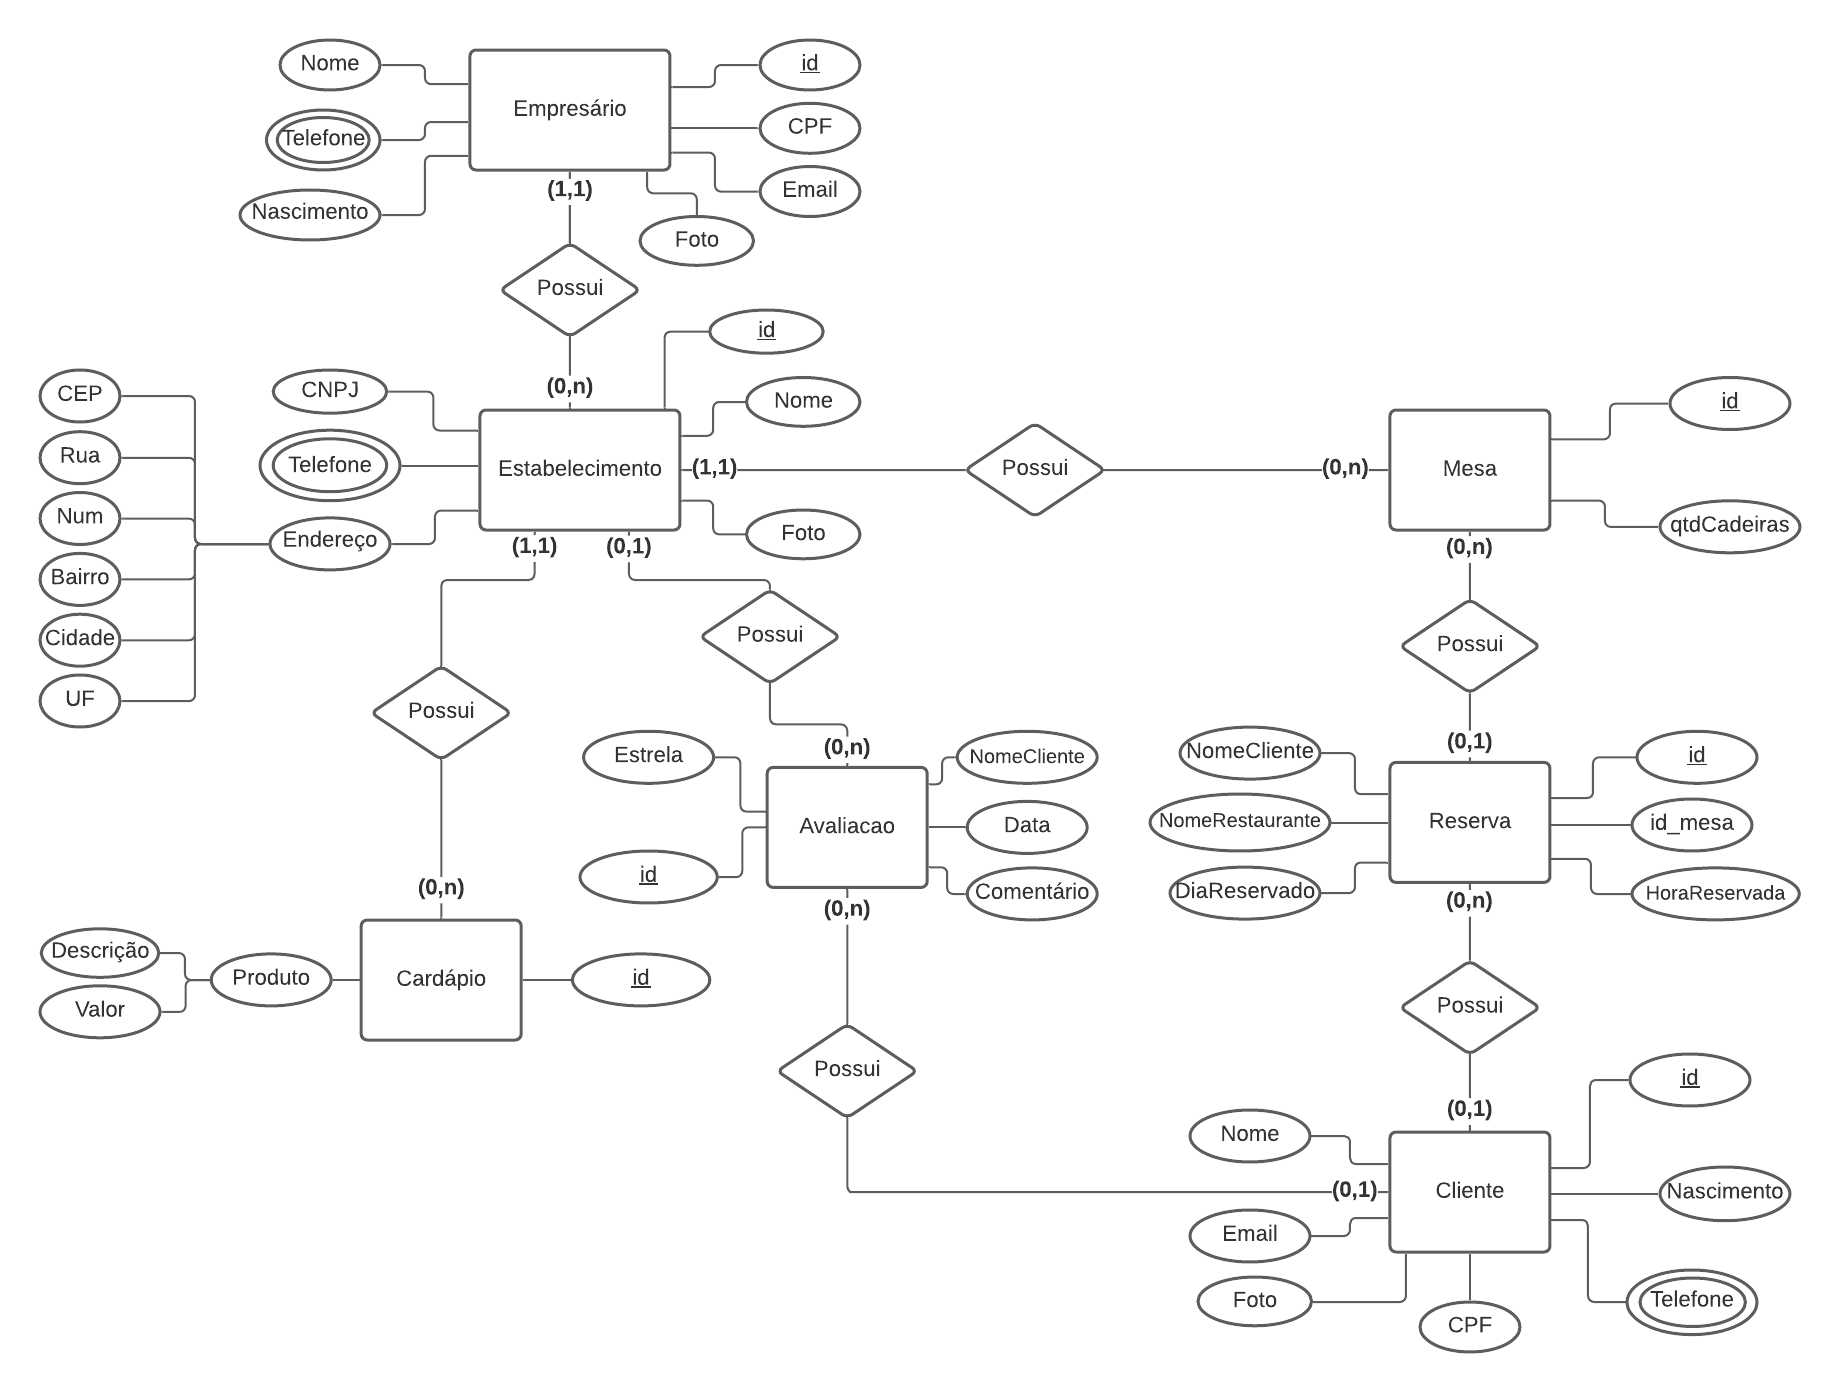 Nome
Empresário
id
Telefone
CPF
Nascimento
Email
(1,1)
Foto
Possui
id
(0,n)
CEP
CNPJ
Nome
id
Rua
Telefone
Estabelecimento
(1,1)
Possui
(0,n)
Mesa
Num
Endereço
Foto
qtdCadeiras
(1,1)
(0,1)
(0,n)
Bairro
Cidade
Possui
Possui
UF
Possui
(0,n)
(0,1)
Estrela
NomeCliente
NomeCliente
id
Avaliacao
Data
NomeRestaurante
Reserva
id_mesa
id
Comentário
DiaReservado
HoraReservada
(0,n)
(0,n)
(0,n)
Descrição
Produto
Cardápio
id
Valor
Possui
Possui
(0,1)
id
Nome
(0,1)
Cliente
Nascimento
Email
Foto
CPF
Telefone